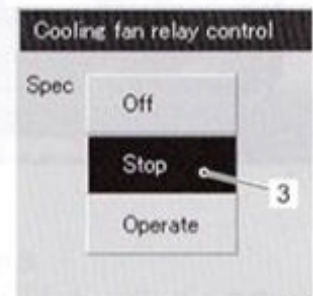 Cooling fan relay control
Spec
Off
Stop
3
Operate